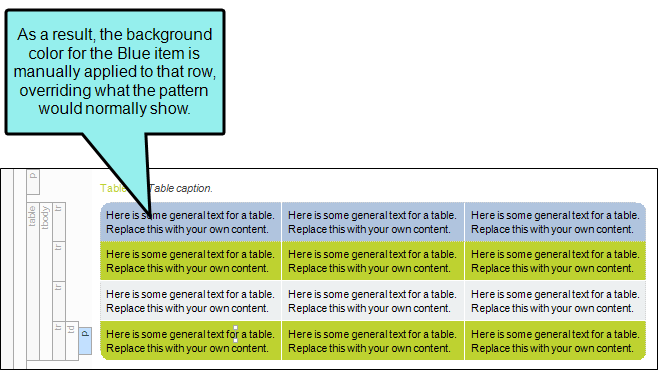 As a result, the background
color for the Blue item is
manually applied to that row,
overriding what the pattern
would normally show.
p
Table Table caption.
table
tbody
tr
Here is some general text for a table. Here is some general text for a table. Here is some general text for a table.
Replace this with your own content. Replace this with your own content. Replace this with your own content.
tr
Here is some general text for a table. Here is some general text for a table. Here is some general text for a table.
Replace this with your own content. Replace this with your own content. Replace this with your own content.
tr
Here is some general text for a table. Here is some general text for a table. Here is some general text for a table.
Replace this with your own content. Replace this with your own content. Replace this with your own content.
tr
td
p
Here is some general text for a table. Here is some general text for a table. Here is some general text for a table.
Replace this with your own content. Replace this with your own content. Replace this with your own content.